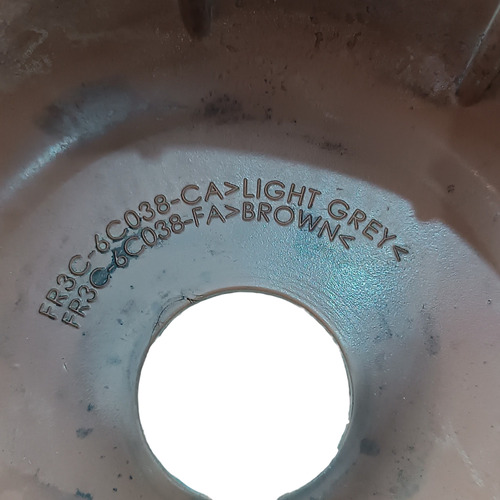 FR3C-6C038-CA>LIGHT GREY<
FR3C-6C038-FA>BROWN<